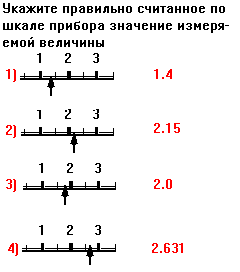 Укажите правильно считанное по
шкале прибора значение измеря-
емой величины
1 2 3
1) 1.4
1 2 3
2) 2.15
1 2 3
3) 2.0
1 2 3
4) 2.631